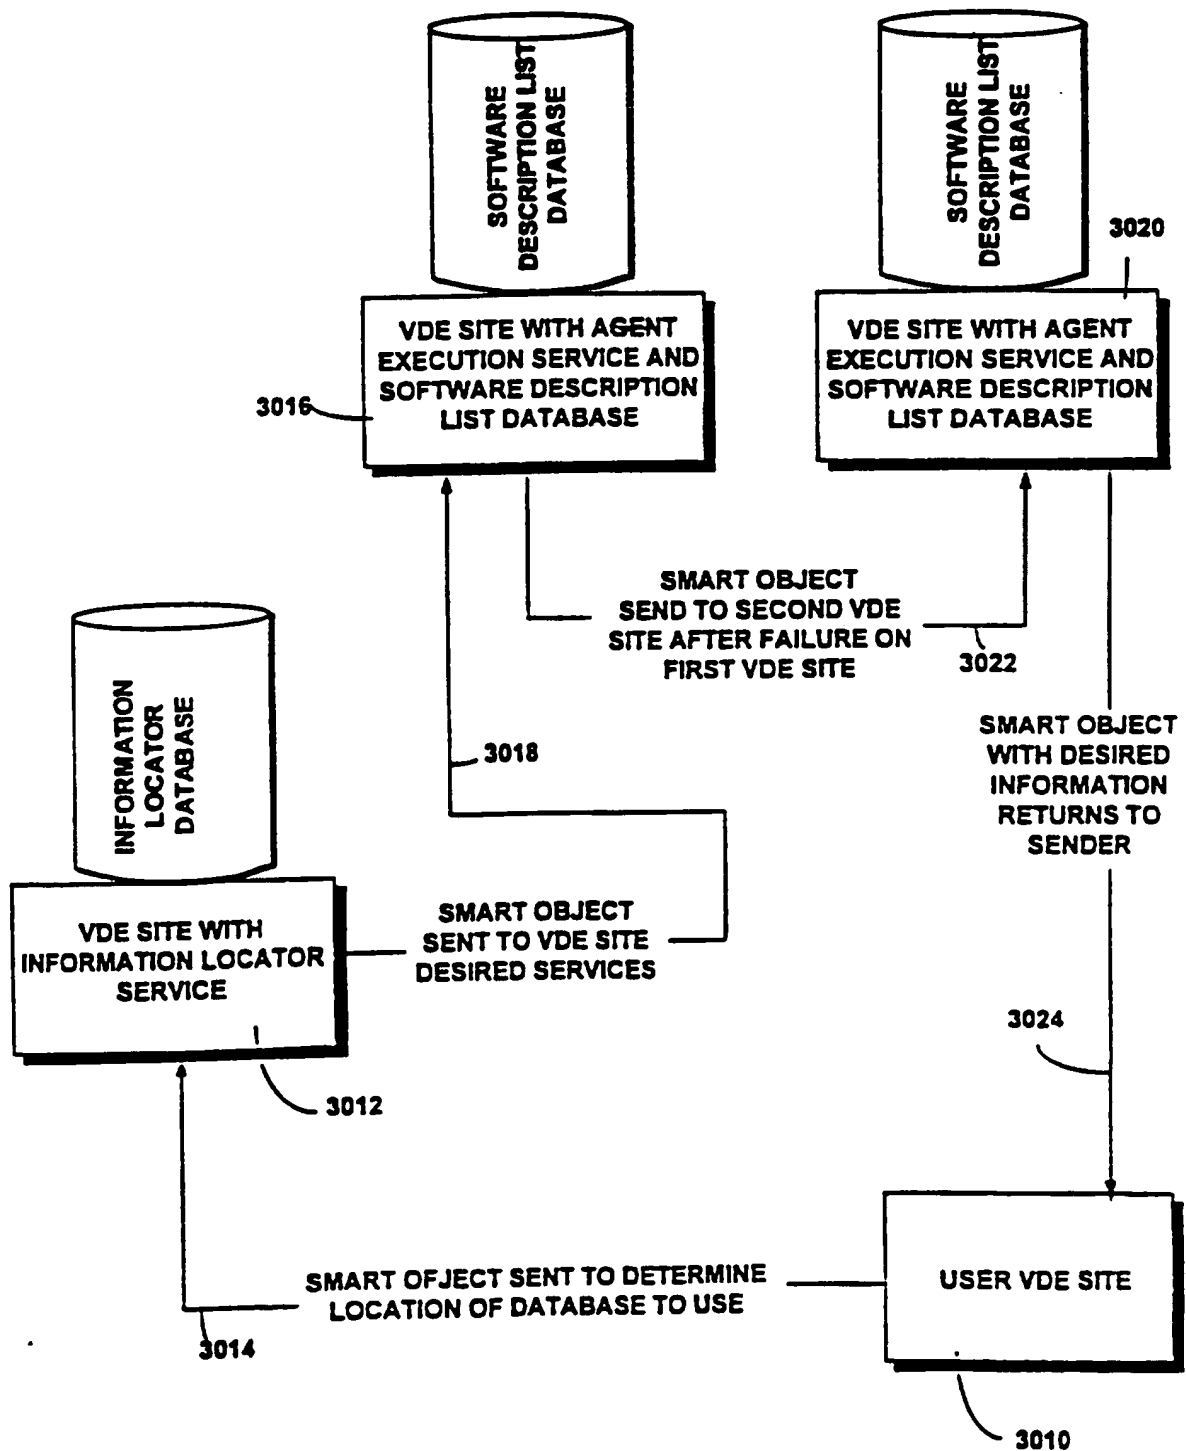 SOFTWARE
DESCRIPTION LIST
DATABASE
SOFTWARE
DESCRIPTION LIST
DATABASE
3020
VDE SITE WITH AGENT
EXECUTION SERVICE AND
SOFTWARE DESCRIPTION
LIST DATABASE
3016
VDE SITE WITH AGENT
EXECUTION SERVICE AND
SOFTWARE DESCRIPTION
LIST DATABASE
SMART OBJECT
SEND TO SECOND VDE
SITE AFTER FAILURE ON
FIRST VDE SITE
3022
INFORMATION
LOCATOR
DATABASE
3018
SMART OBJECT
WITH DESIRED
INFORMATION
RETURNS TO
SENDER
VDE SITE WITH
INFORMATION LOCATOR
SERVICE
SMART OBJECT
SENT TO VDE SITE
DESIRED SERVICES
3024
3012
SMART OFJECT SENT TO DETERMINE
LOCATION OF DATABASE TO USE
USER VDE SITE
3014
3010